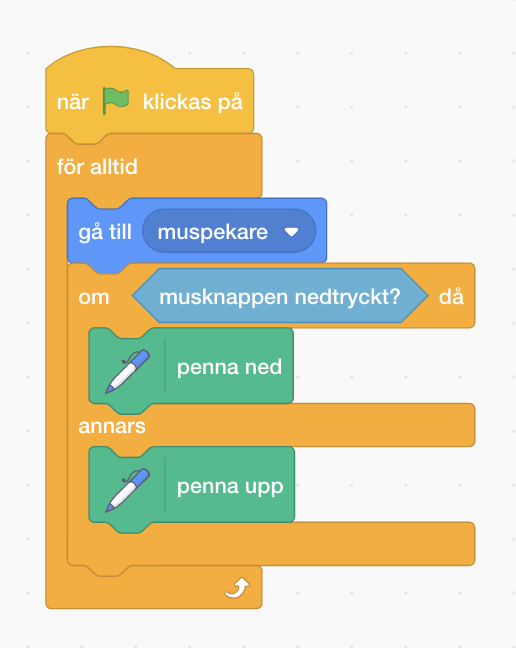 när klickas på
för alltid
gå till muspekare
om musknappen nedtryckt? då
penna ned
annars
penna upp